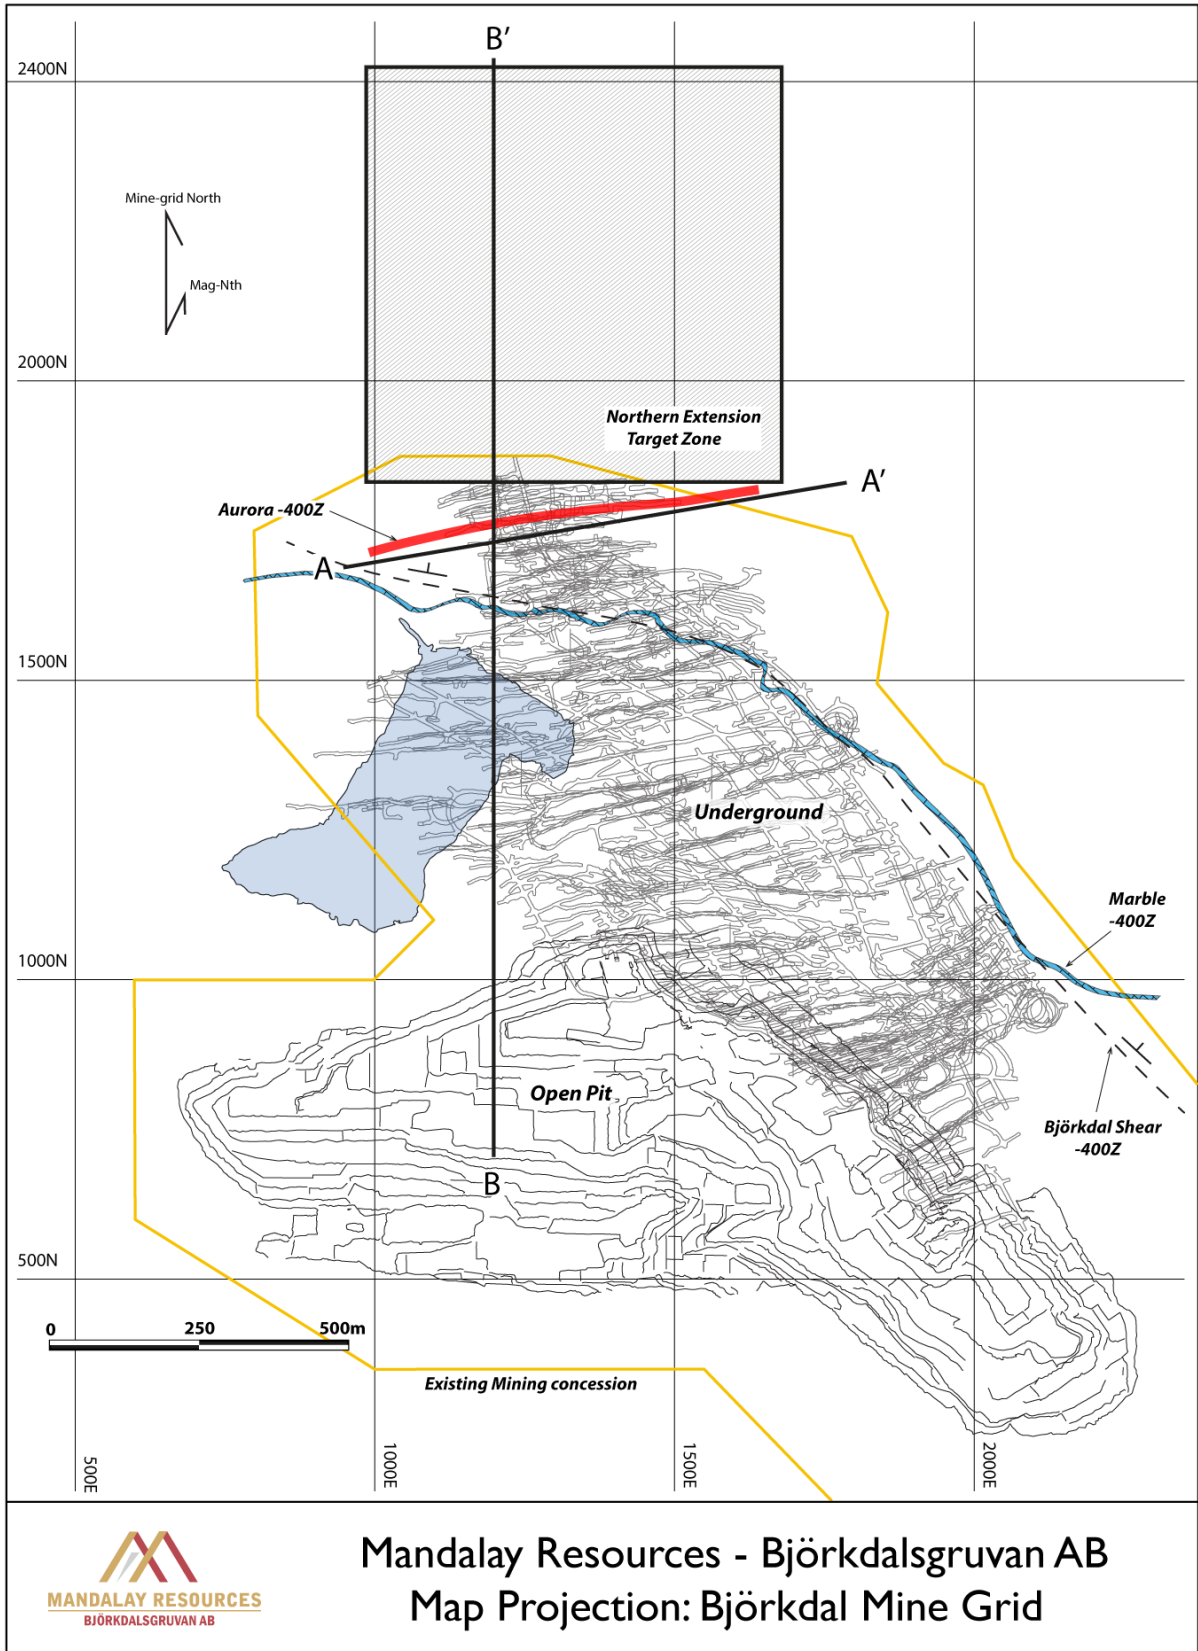 B'
2400N
Mine-grid North
Mag-Nth
2000N
Northern Extension
Target Zone
A'
Aurora -400Z
A
1500N
Underground
Marble
-400Z
1000N
Open Pit
Björkdal Shear
-400Z
B
500N
0 250 500m
Existing Mining concession
500E
1000E
1500E
2000E
MANDALAY RESOURCES
BJÖRKDALSGRUVAN AB
Mandalay Resources - Björkdalsgruvan AB
Map Projection: Björkdal Mine Grid